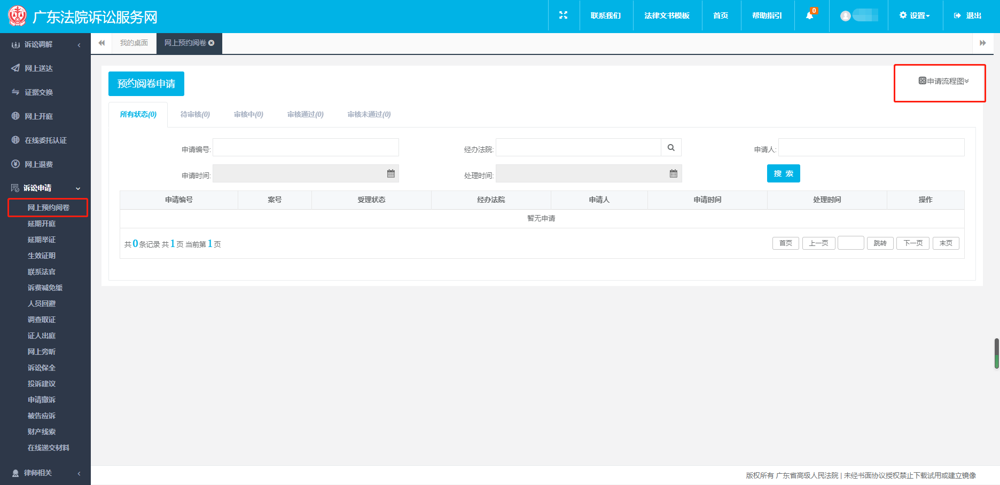 广东法院诉讼服务网
联系我们
法律文书模板
首页
帮助指引
0
设置
退出
诉讼调解
网上送达
证据交换
网上开庭
在线委托认证
网上退费
诉讼申请
网上预约阅卷
延期开庭
延期举证
生效证明
联系法官
诉费减免缓
人员回避
调查取证
证人出庭
网上旁听
诉讼保全
投诉建议
申请撤诉
被告应诉
财产线索
在线递交材料
律师相关
我的桌面
网上预约阅卷
预约阅卷申请
申请流程图
所有状态(0)
待审核(0)
审核中(0)
审核通过(0)
审核未通过(0)
申请编号:
经办法院:
申请人:
申请时间:
处理时间:
搜 索
申请编号
案号
受理状态
经办法院
申请人
申请时间
处理时间
操作
暂无申请
共0条记录 共1页 当前第1页
首页
上一页
跳转
下一页
末页
版权所有 广东省高级人民法院 | 未经书面协议授权禁止下载试用或建立镜像